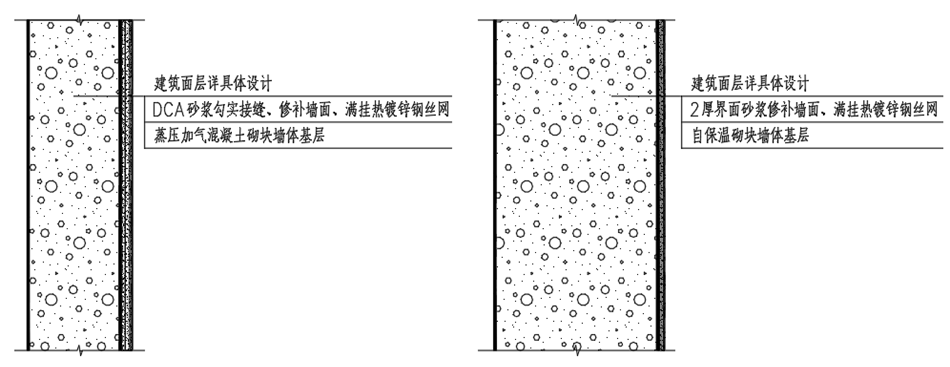 建筑面层详具体设计
DCA砂浆勾实接缝、修补墙面、满挂热镀锌钢丝网
蒸压加气混凝土砌块墙体基层
建筑面层详具体设计
2厚界面砂浆修补墙面、满挂热镀锌钢丝网
自保温砌块墙体基层